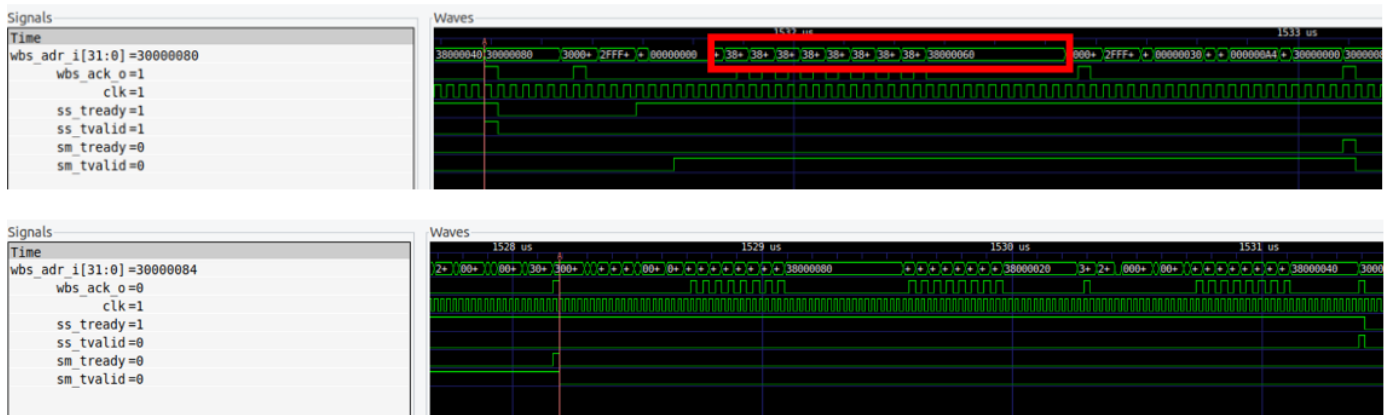 Signals
Waves
Time
1532 us
1533 us
wbs_adr_i[31:0] =30000080
38000040 30000080 3000+ 2FFF+ + 00000000 + 38+ 38+ 38+ 38+ 38+ 38+ 38+ 38+ 38000060 000+ 2FFF+ + 00000030 + + 000000A4 + 30000000
wbs_ack_o=1
clk=1
ss_tready=1
ss_tvalid=1
sm_tready=0
sm_tvalid=0
Signals
Waves
Time
1528 us
1529 us
1530 us
1531 us
wbs_adr_i[31:0] =30000084
2+ 00+ 00+ 30+ 300+ + + + 00+ 0+ + + + + + + + 38000080 + + + + + + + 38000020 3+ 2+ 000+ 00+ + + + + + + + 38000040 3000
wbs_ack_o=0
clk=1
ss_tready=1
ss_tvalid=0
sm_tready=0
sm_tvalid=0